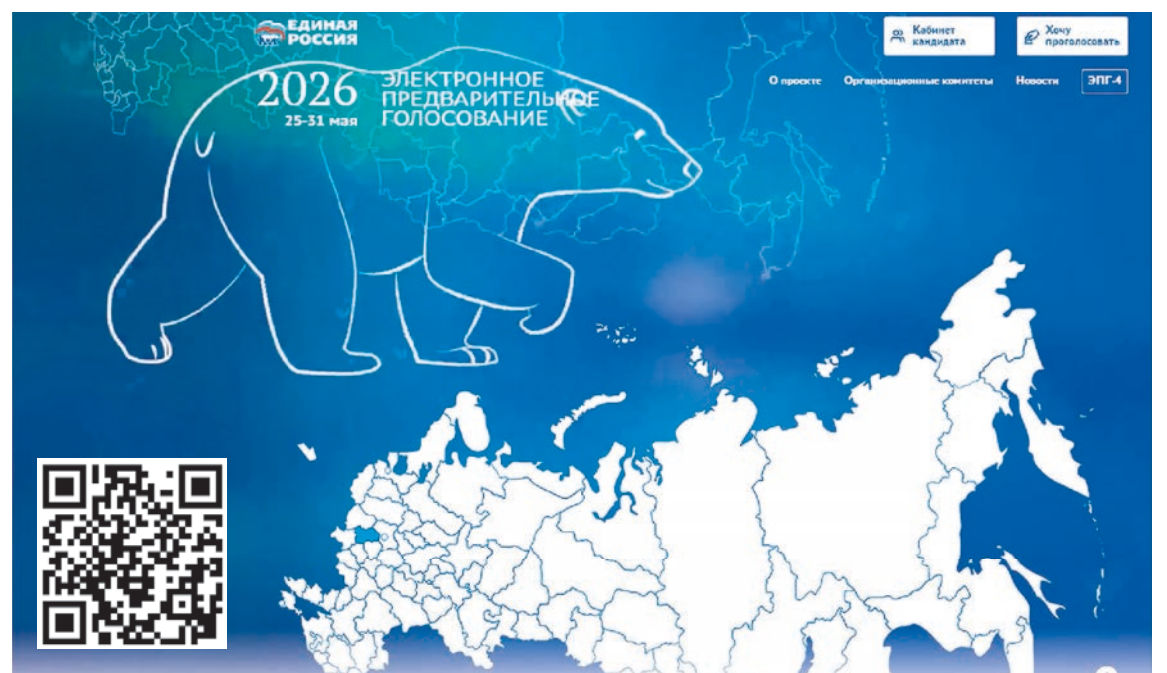 ЕДИНАЯ
РОССИЯ
Кабинет
кандидата
Хочу
проголосовать
2026
25-31 мая
ЭЛЕКТРОННОЕ
ПРЕДВАРИТЕЛЬНОЕ
ГОЛОСОВАНИЕ
О проекте
Организационные комитеты
Новости
ЭПГ-4